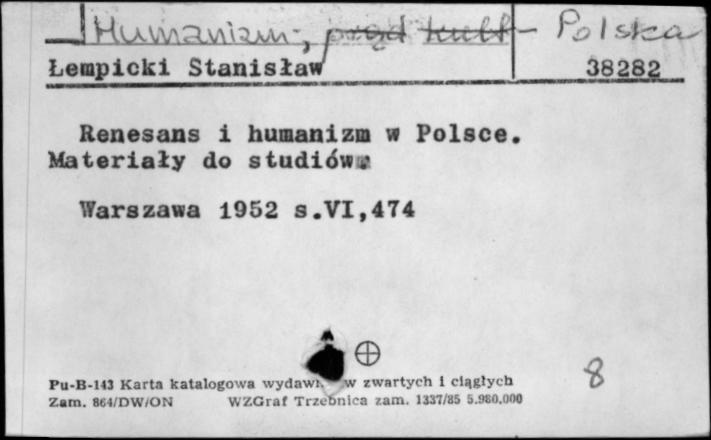 Humanizm, prąd kult - Polska
Łempicki Stanisław 38282
Renesans i humanizm w Polsce.
Materiały do studiów.
Warszawa 1952 s.VI,474
8
Pu-B-143 Karta katalogowa wydawn w zwartych i ciągłych
Zam. 864/DW/ON WZGraf Trzebnica zam. 1337/85 5.980.000